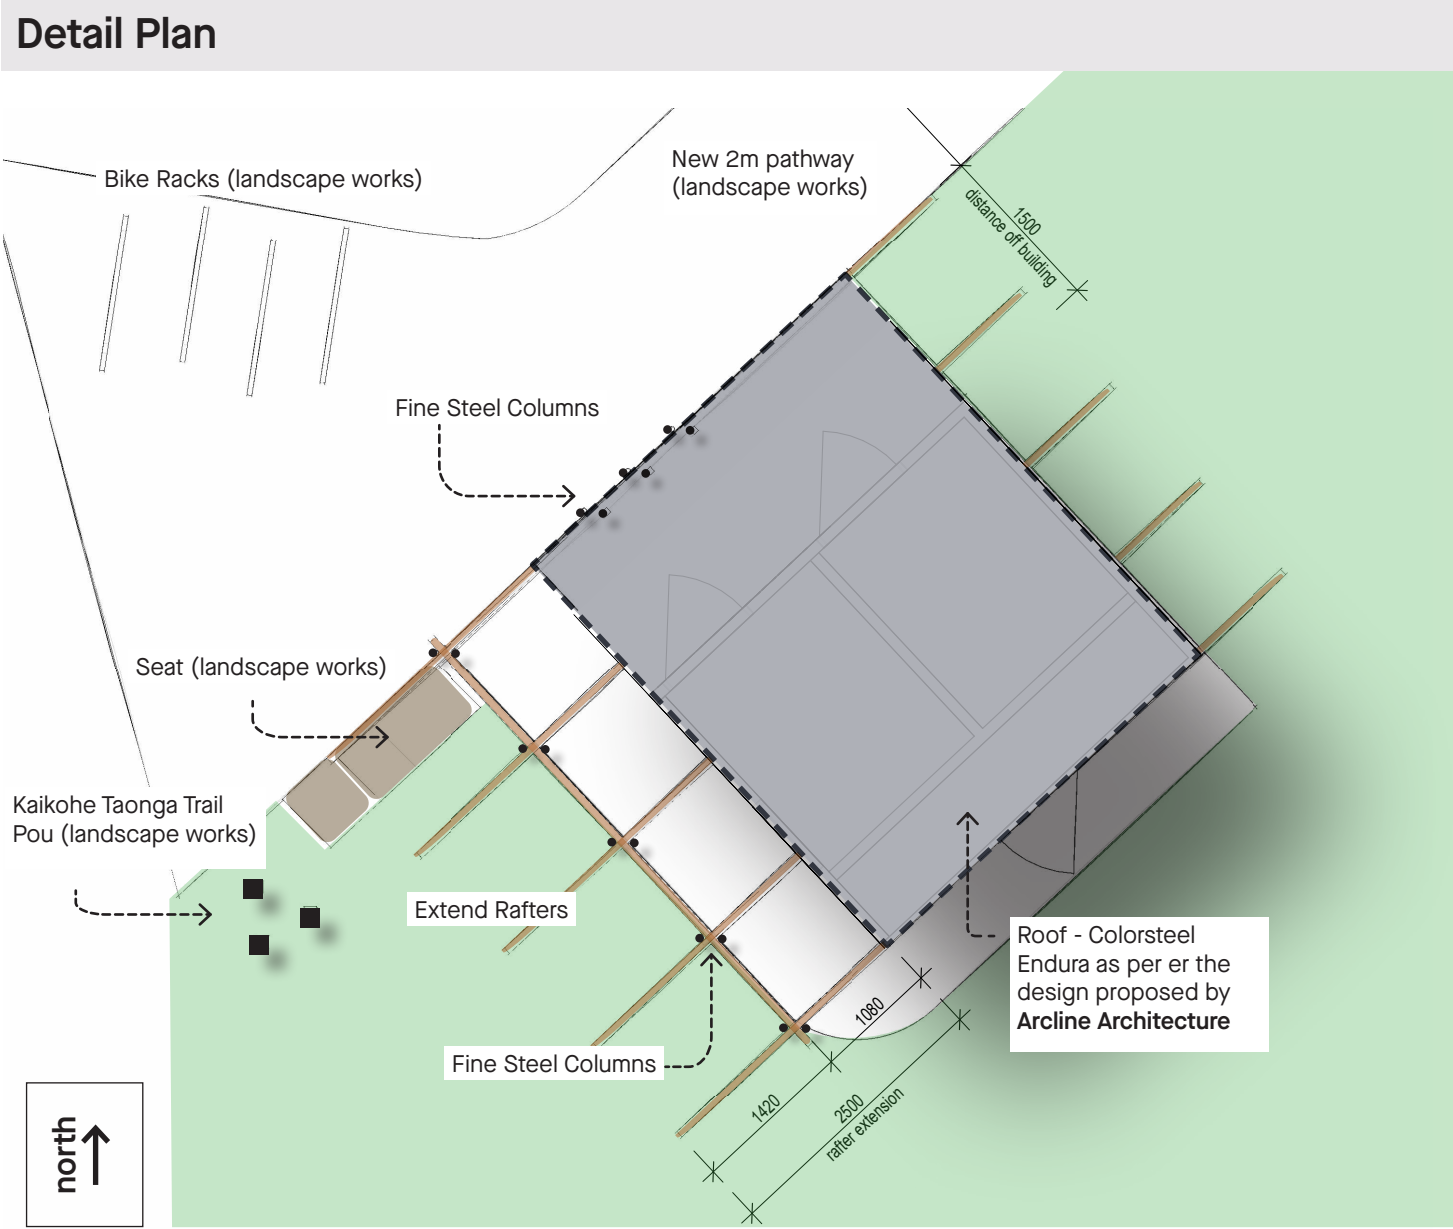 Detail Plan
Bike Racks (landscape works)
New 2m pathway
(landscape works)
1500
distance off building
Fine Steel Columns
Seat (landscape works)
Kaikohe Taonga Trail
Pou (landscape works)
Extend Rafters
Roof - Colorsteel
Endura as per er the
design proposed by
Arcline Architecture
1080
Fine Steel Columns
1420
2500
rafter extension
north